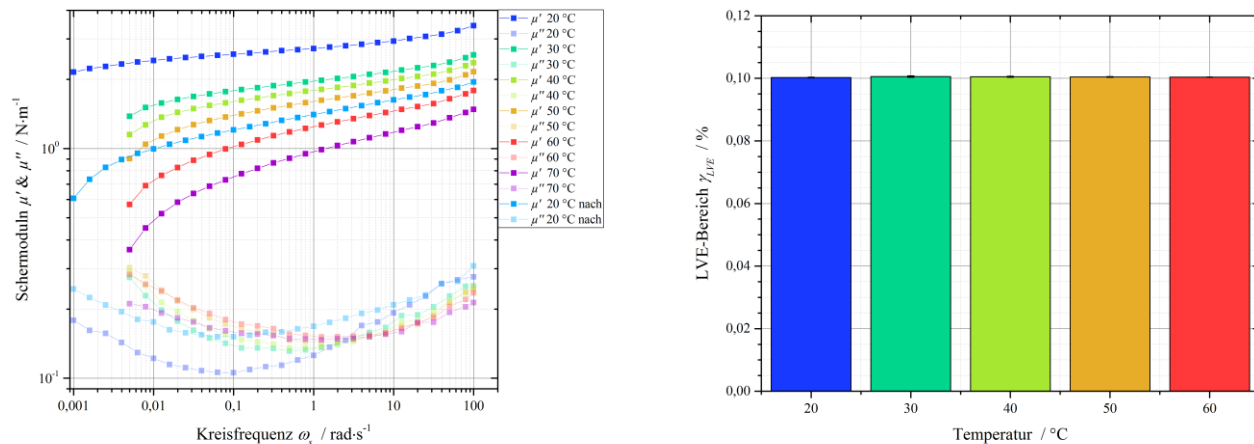 Schermoduln μ′ & μ″ / N·m⁻¹
10⁰
10⁻¹
0,001
0,01
0,1
1
10
100
Kreisfrequenz ωs / rad·s⁻¹
μ′ 20 °C
μ″ 20 °C
μ′ 30 °C
μ″ 30 °C
μ′ 40 °C
μ″ 40 °C
μ′ 50 °C
μ″ 50 °C
μ′ 60 °C
μ″ 60 °C
μ′ 70 °C
μ″ 70 °C
μ′ 20 °C nach
μ″ 20 °C nach
LVE-Bereich γLVE / %
0,12
0,10
0,08
0,06
0,04
0,02
0,00
20
30
40
50
60
Temperatur / °C